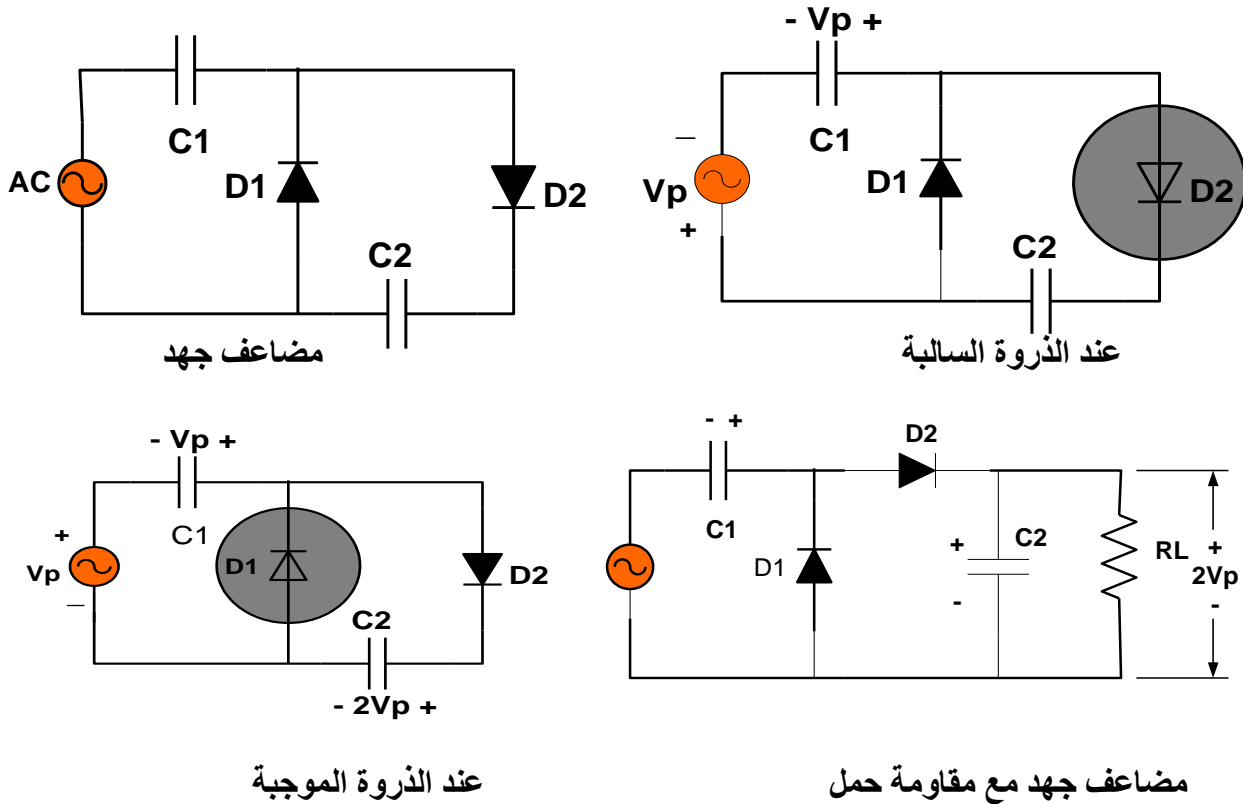 C1
AC
D1
D2
C2
مضاعف جهد
- Vp +
C1
_
Vp
+
D1
D2
C2
عند الذروة السالبة
- Vp +
C1
+
Vp
_
D1
D2
C2
- 2Vp +
عند الذروة الموجبة
- +
C1
D1
D2
+
C2
-
RL
+
2Vp
-
مضاعف جهد مع مقاومة حمل